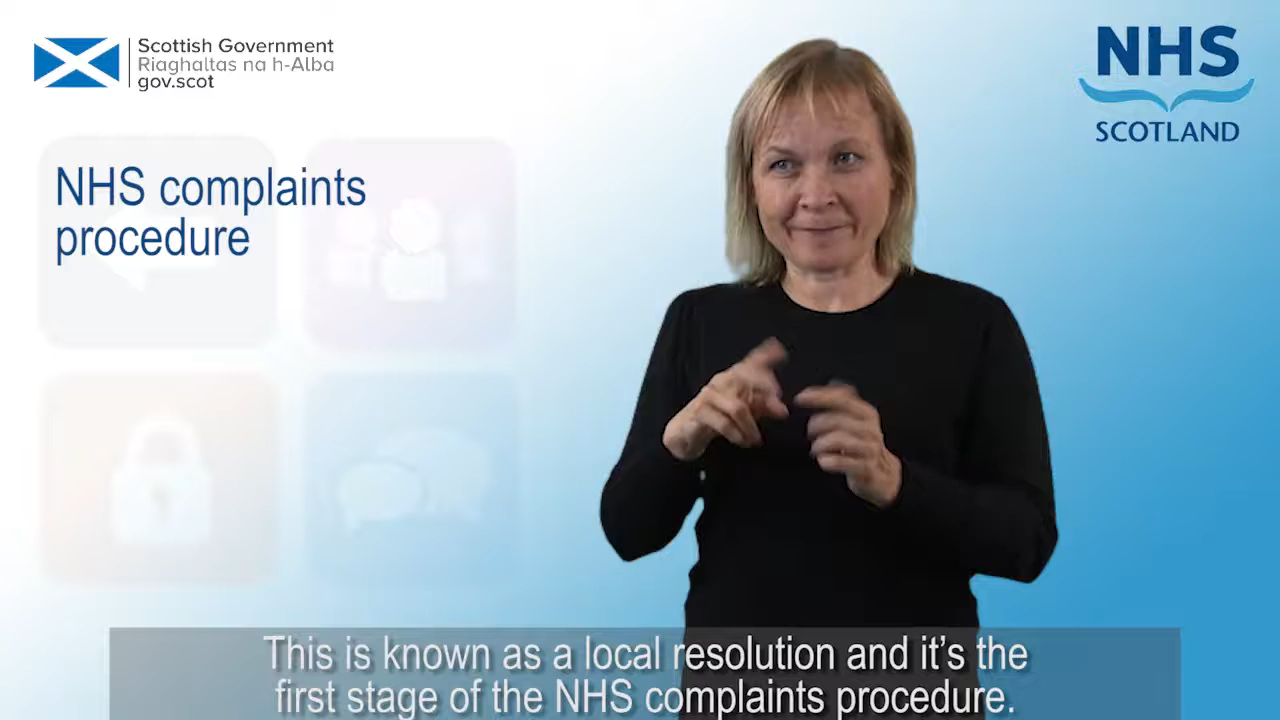 Scottish Government
Riaghaltas na h-Alba
gov.scot
NHS
SCOTLAND
NHS complaints
procedure
This is known as a local resolution and it's the
first stage of the NHS complaints procedure.